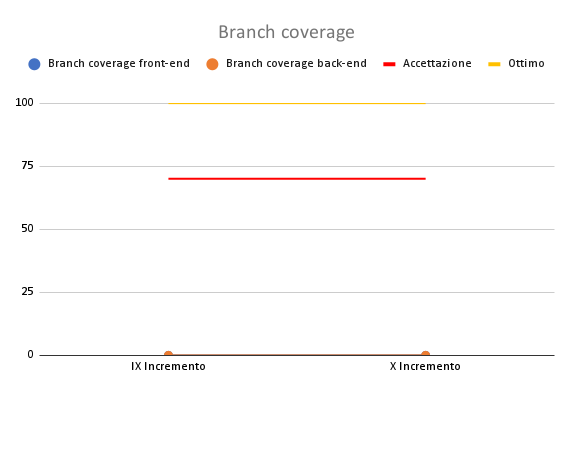 Branch coverage
Branch coverage front-end Branch coverage back-end Accettazione Ottimo
100
75
50
25
0
IX Incremento X Incremento